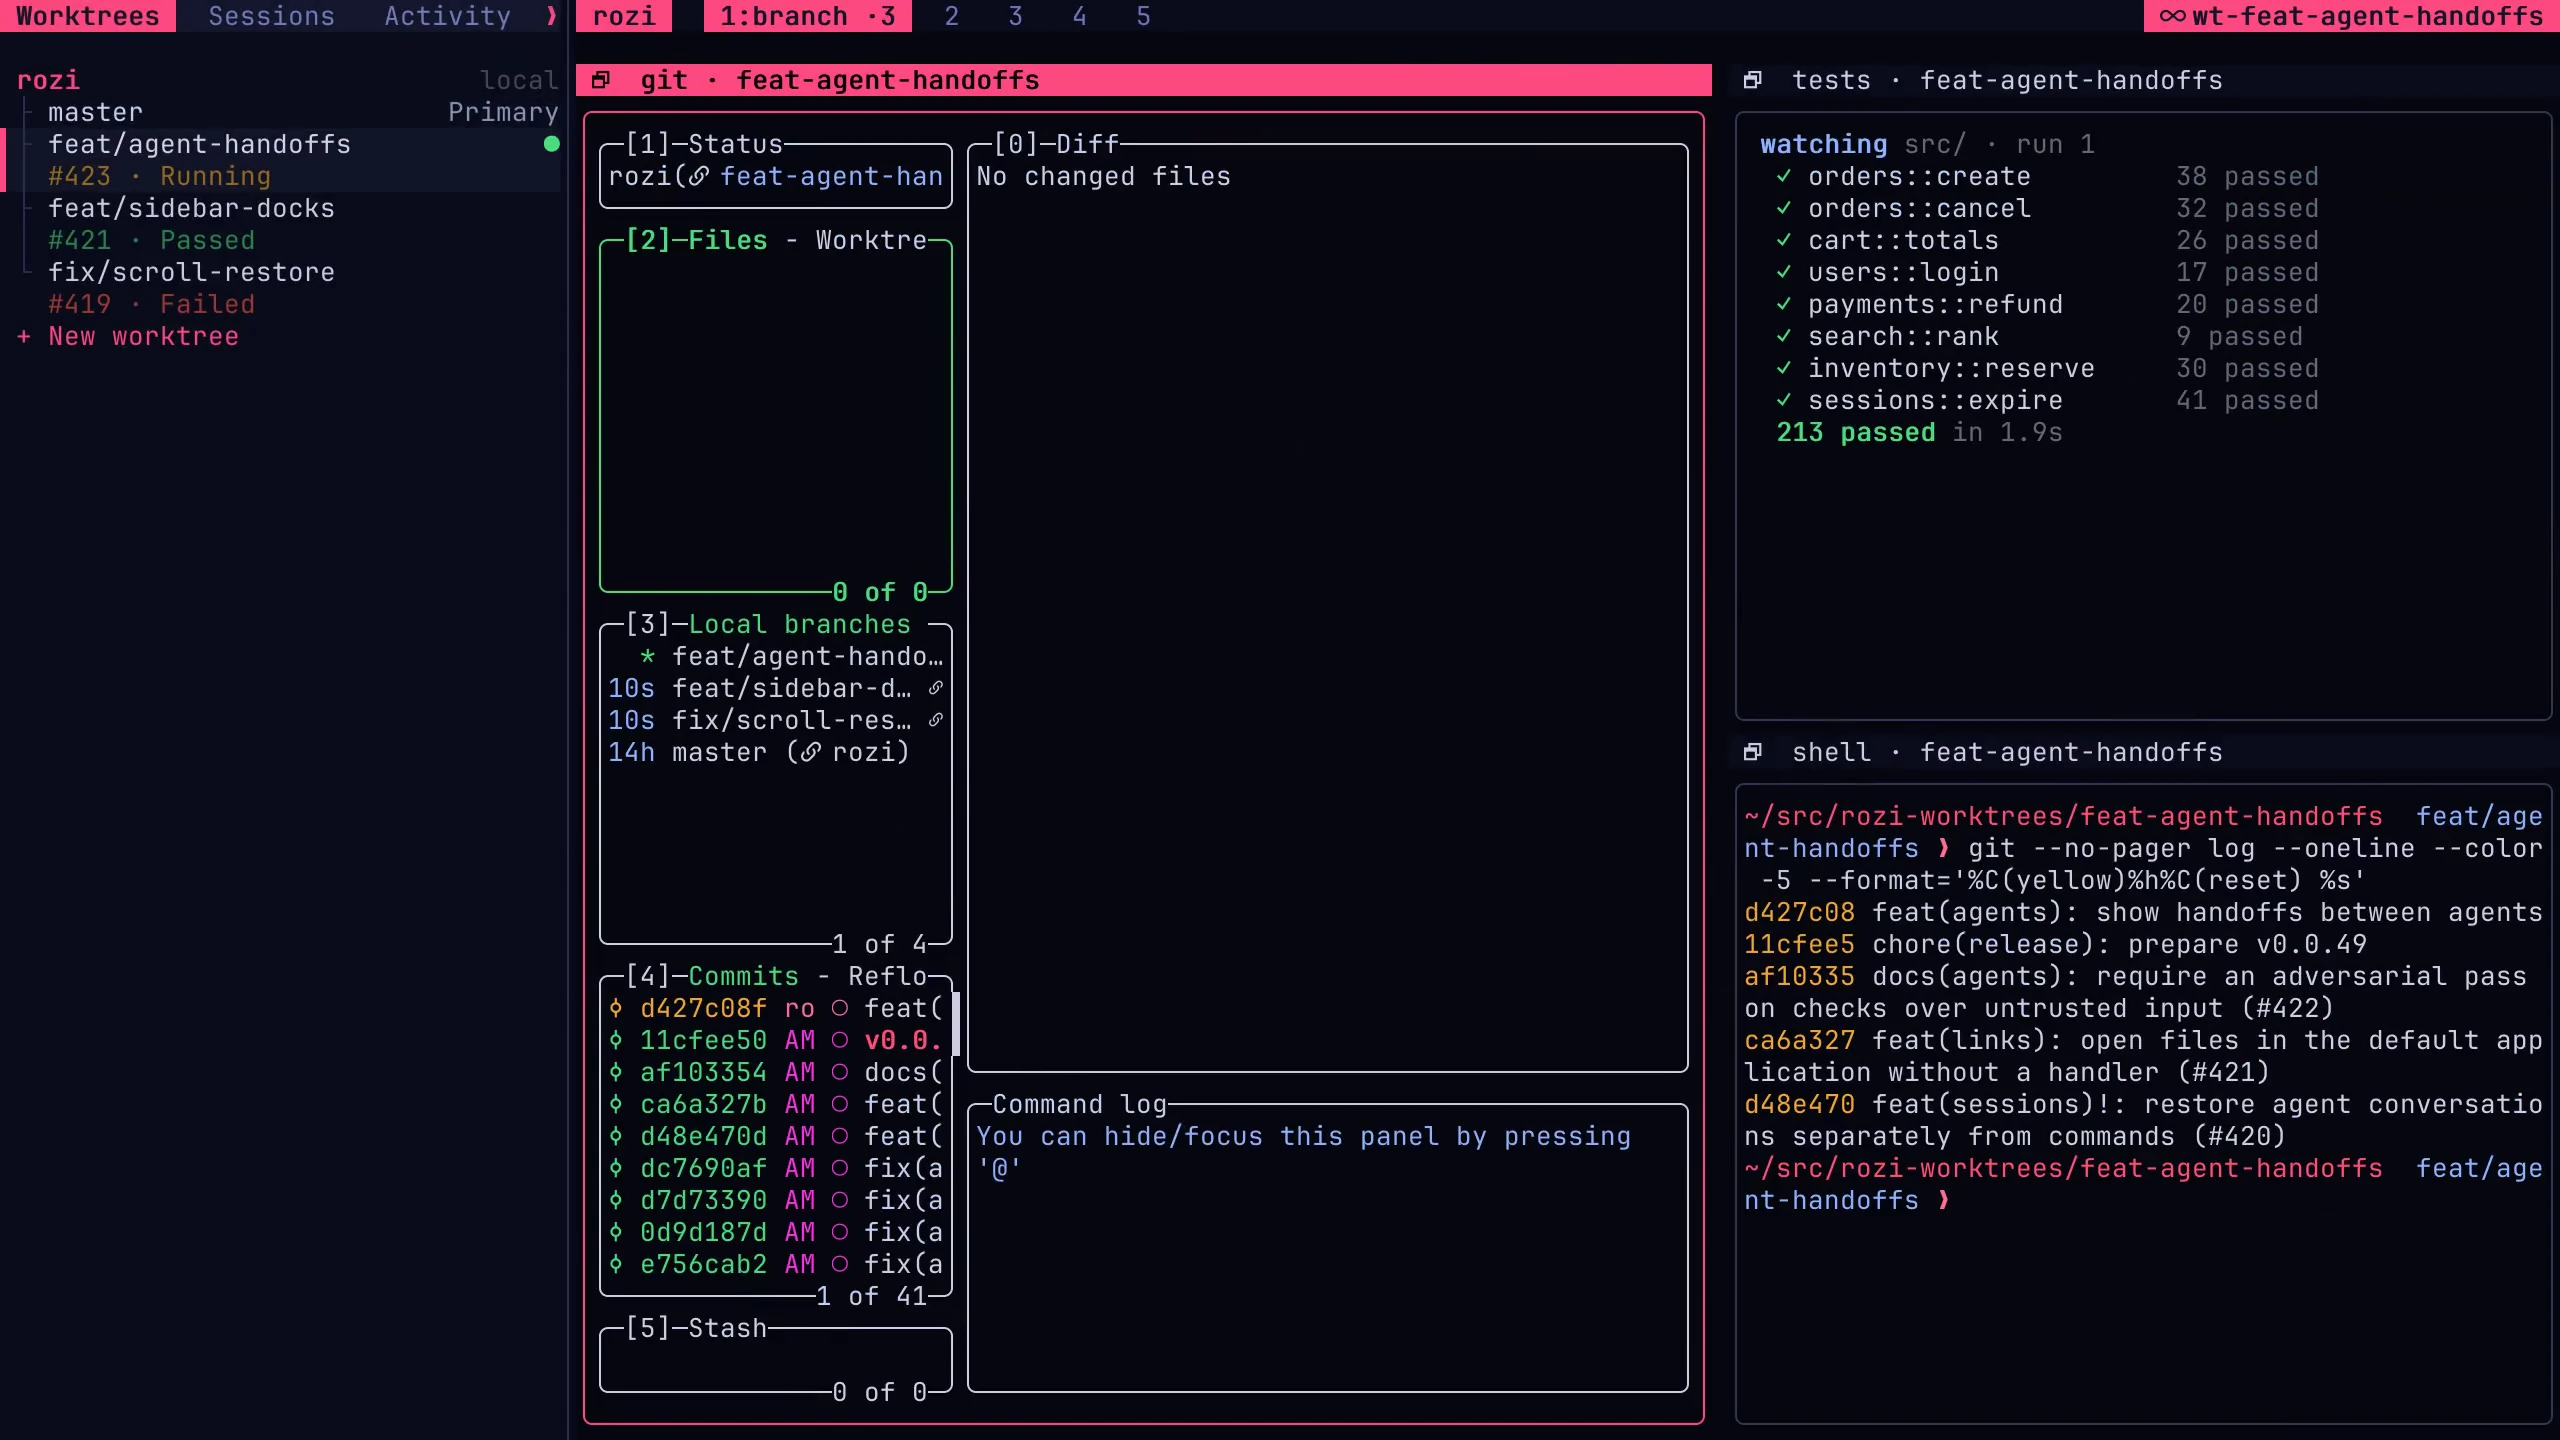 Worktrees Sessions Activity ❫
rozi local
master Primary
feat/agent-handoffs
#423 · Running
feat/sidebar-docks
#421 · Passed
fix/scroll-restore
#419 · Failed
+ New worktree
rozi 1:branch ·3 2 3 4 5 ∞ wt-feat-agent-handoffs
git · feat-agent-handoffs
[1]─Status
rozi( feat-agent-han
[2]─Files - Worktre
0 of 0
[3]─Local branches
* feat/agent-hando…
10s feat/sidebar-d…
10s fix/scroll-res…
14h master ( rozi)
1 of 4
[4]─Commits - Reflo
d427c08f ro ○ feat(
11cfee50 AM ○ v0.0.
af103354 AM ○ docs(
ca6a327b AM ○ feat(
d48e470d AM ○ feat(
dc7690af AM ○ fix(a
d7d73390 AM ○ fix(a
0d9d187d AM ○ fix(a
e756cab2 AM ○ fix(a
1 of 41
[5]─Stash
0 of 0
[0]─Diff
No changed files
Command log
You can hide/focus this panel by pressing
'@'
tests · feat-agent-handoffs
watching src/ · run 1
✓ orders::create 38 passed
✓ orders::cancel 32 passed
✓ cart::totals 26 passed
✓ users::login 17 passed
✓ payments::refund 20 passed
✓ search::rank 9 passed
✓ inventory::reserve 30 passed
✓ sessions::expire 41 passed
213 passed in 1.9s
shell · feat-agent-handoffs
~/src/rozi-worktrees/feat-agent-handoffs feat/age
nt-handoffs ❫ git --no-pager log --oneline --color
-5 --format='%C(yellow)%h%C(reset) %s'
d427c08 feat(agents): show handoffs between agents
11cfee5 chore(release): prepare v0.0.49
af10335 docs(agents): require an adversarial pass
on checks over untrusted input (#422)
ca6a327 feat(links): open files in the default app
lication without a handler (#421)
d48e470 feat(sessions)!: restore agent conversatio
ns separately from commands (#420)
~/src/rozi-worktrees/feat-agent-handoffs feat/age
nt-handoffs ❫